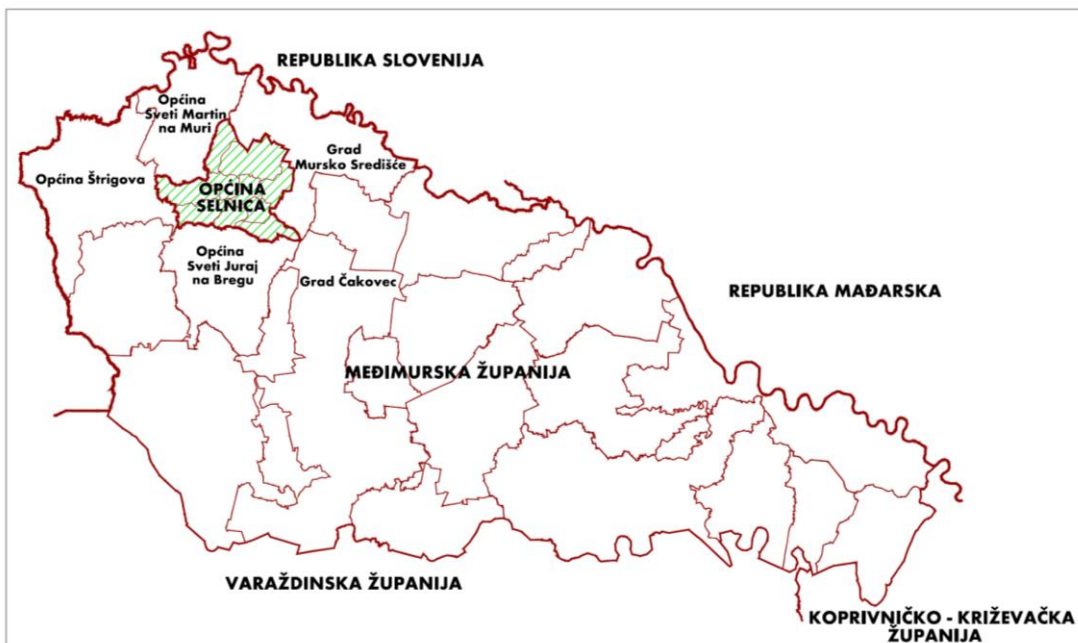 REPUBLIKA SLOVENIJA
Općina
Sveti Martin
na Muri
Grad
Mursko Središće
Općina Štrigova
OPĆINA
SELNICA
Općina
Sveti Juraj
na Bregu
Grad Čakovec
REPUBLIKA MAĐARSKA
MEĐIMURSKA ŽUPANIJA
VARAŽDINSKA ŽUPANIJA
KOPRIVNIČKO - KRIŽEVAČKA
ŽUPANIJA